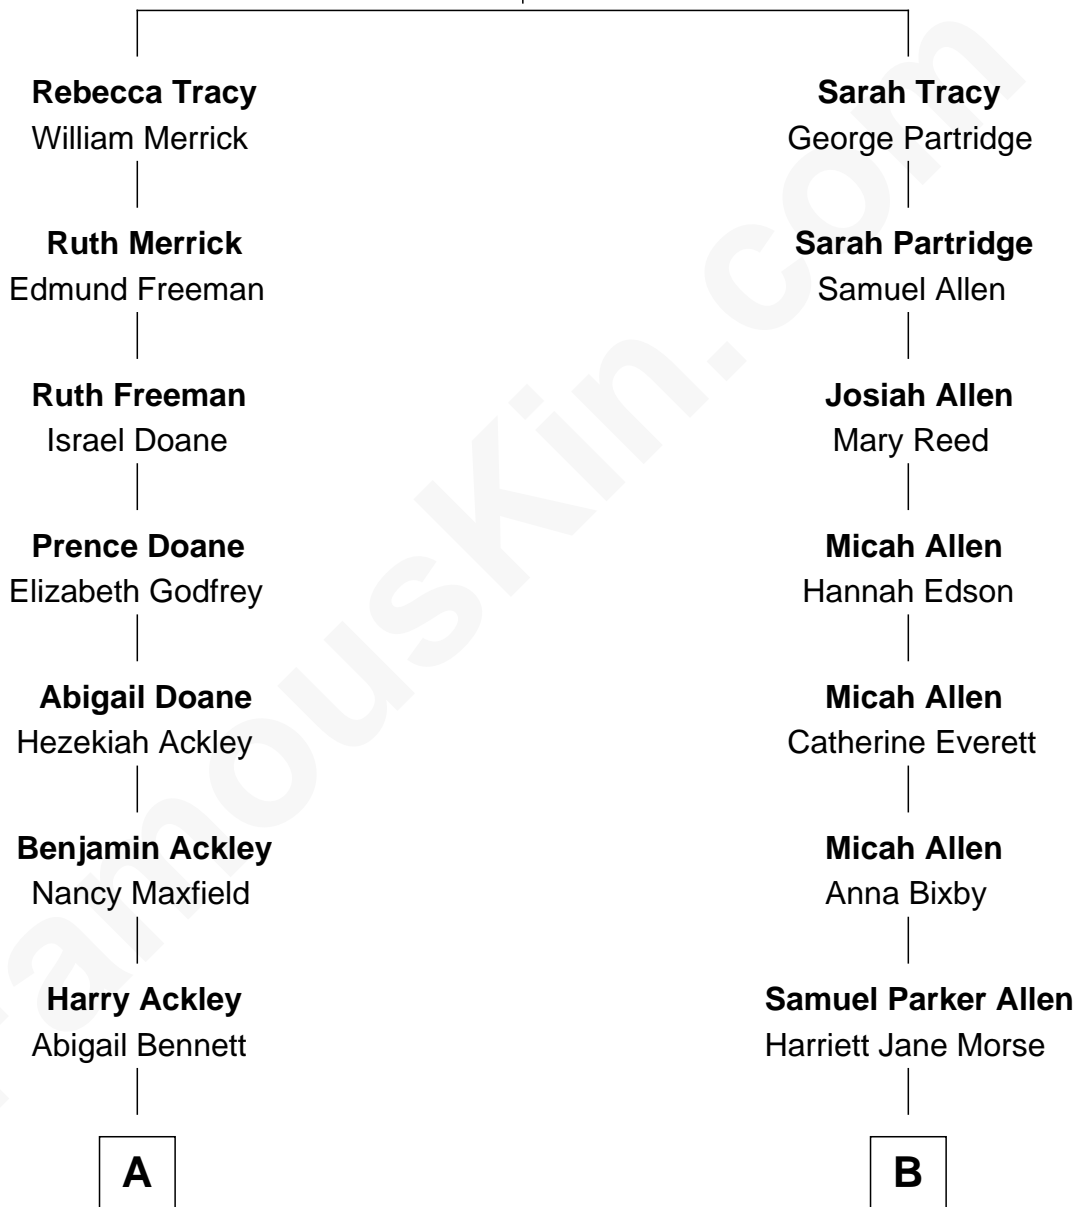 Rebecca Tracy
William Merrick
Ruth Merrick
Edmund Freeman
Ruth Freeman
Israel Doane
Prence Doane
Elizabeth Godfrey
Abigail Doane
Hezekiah Ackley
Benjamin Ackley
Nancy Maxfield
Harry Ackley
Abigail Bennett
A
Sarah Tracy
George Partridge
Sarah Partridge
Samuel Allen
Josiah Allen
Mary Reed
Micah Allen
Hannah Edson
Micah Allen
Catherine Everett
Micah Allen
Anna Bixby
Samuel Parker Allen
Harriett Jane Morse
B
FamousKin.com